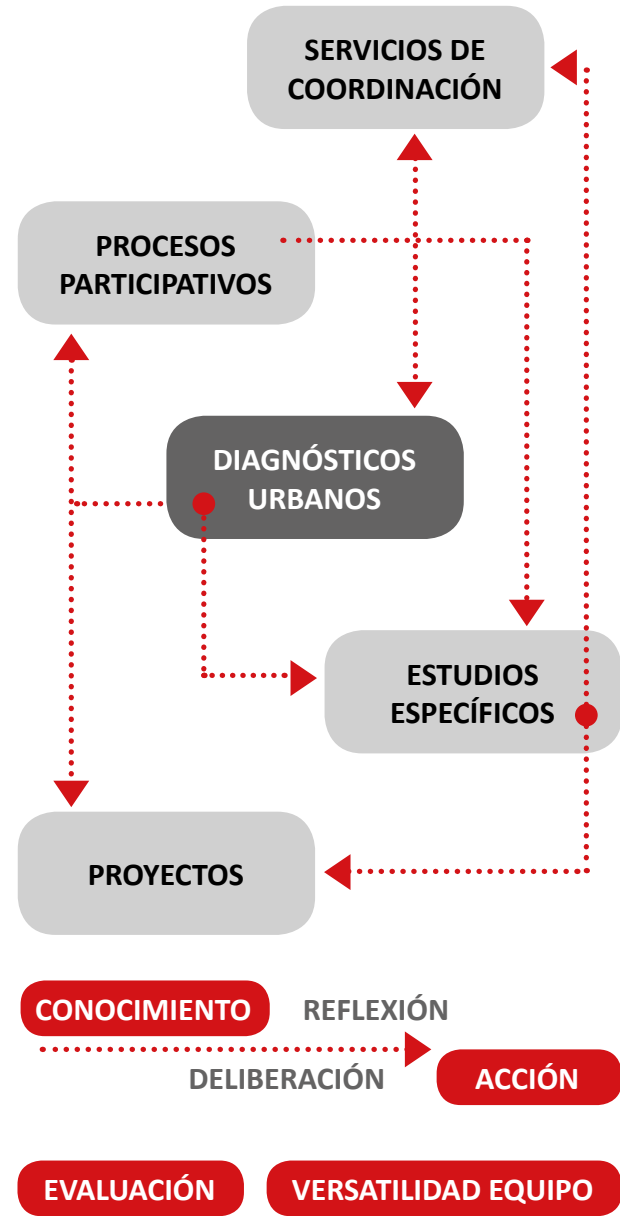 SERVICIOS DE
COORDINACIÓN
PROCESOS
PARTICIPATIVOS
DIAGNÓSTICOS
URBANOS
ESTUDIOS
ESPECÍFICOS
PROYECTOS
CONOCIMIENTO
REFLEXIÓN
DELIBERACIÓN
ACCIÓN
EVALUACIÓN
VERSATILIDAD EQUIPO